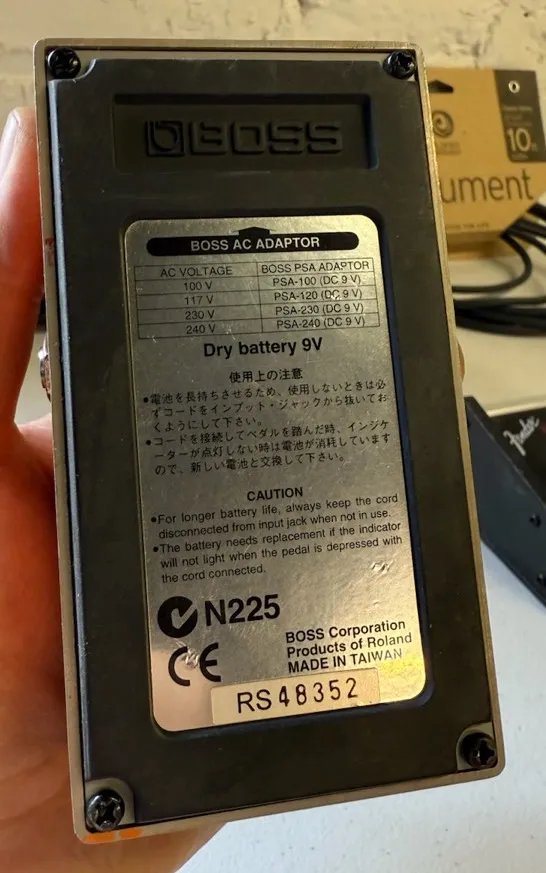 BOSS
BOSS AC ADAPTOR
AC VOLTAGE BOSS PSA ADAPTOR
100 V PSA-100 (DC 9 V)
117 V PSA-120 (DC 9 V)
230 V PSA-230 (DC 9 V)
240 V PSA-240 (DC 9 V)
Dry battery 9V
使用上の注意
●電池を長持ちさせるため、使用しないときは必
ずコードをインプット・ジャックから抜いてお
くようにして下さい。
●コードを接続してペダルを踏んだ時、インジケ
ーターが点灯しない時は電池が消耗しています
ので、新しい電池と交換して下さい。
CAUTION
●For longer battery life, always keep the cord
disconnected from input jack when not in use.
●The battery needs replacement if the indicator
will not light when the pedal is depressed with
the cord connected.
N225
CE
BOSS Corporation
Products of Roland
MADE IN TAIWAN
RS48352
10
ument
Fender